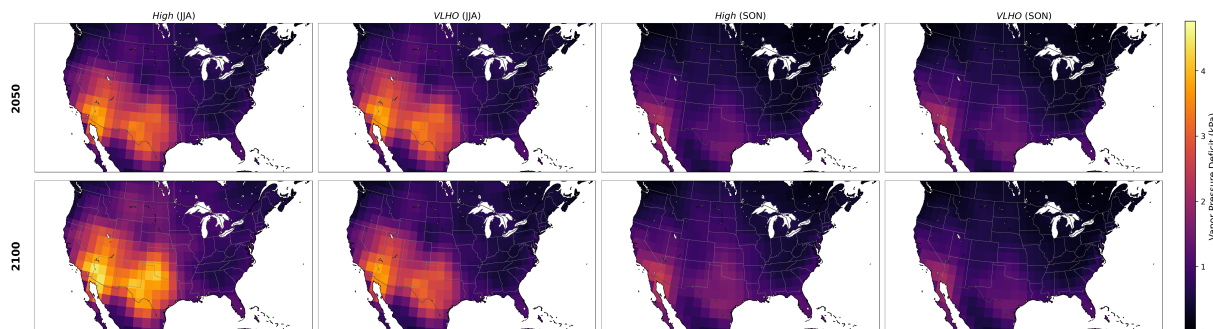 High (JJA)
VLHO (JJA)
High (SON)
VLHO (SON)
2050
2100
4
3
2
1
Vapor Pressure Deficit (kPa)